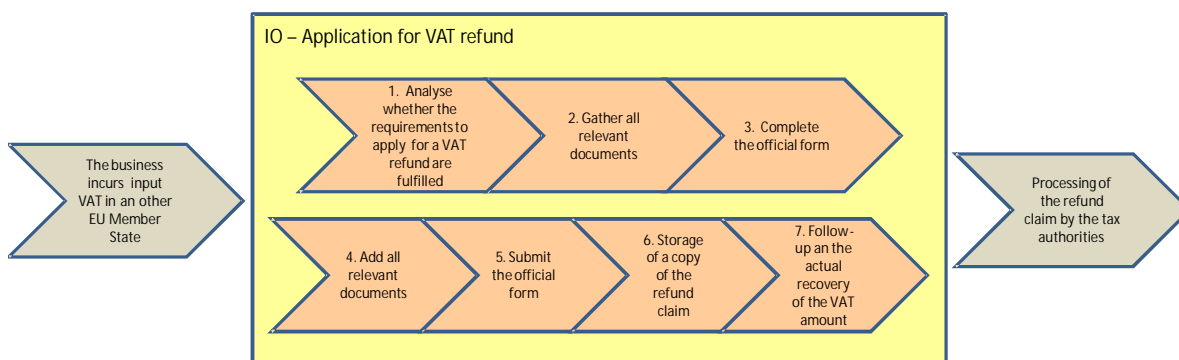 IO – Application for VAT refund
The business
incurs input
VAT in an other
EU Member
State
1. Analyse
whether the
requirements to
apply for a VAT
refund are
fulfilled
2. Gather all
relevant
documents
3. Complete
the official form
4. Add all
relevant
documents
5. Submit
the official
form
6. Storage
of a copy
of the
refund
claim
7. Follow-
up an the
actual
recovery
of the VAT
amount
Processing of
the refund
claim by the tax
authorities